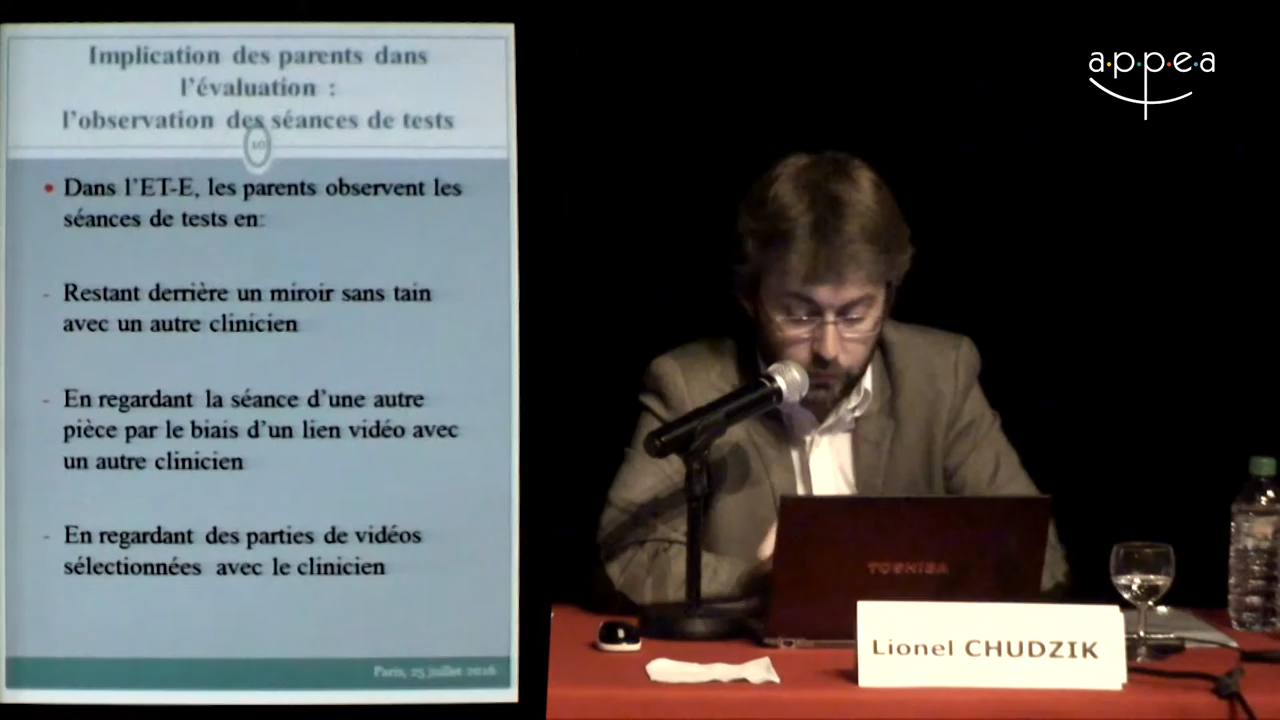 Implication des parents dans
l'évaluation :
l'observation des séances de tests
10
• Dans l'ET-E, les parents observent les
séances de tests en:
- Restant derrière un miroir sans tain
avec un autre clinicien
- En regardant la séance d'une autre
pièce par le biais d'un lien vidéo avec
un autre clinicien
- En regardant des parties de vidéos
sélectionnées avec le clinicien
Paris, 25 juillet 2016
a.p.p.e.a
TOSHIBA
Lionel CHUDZIK